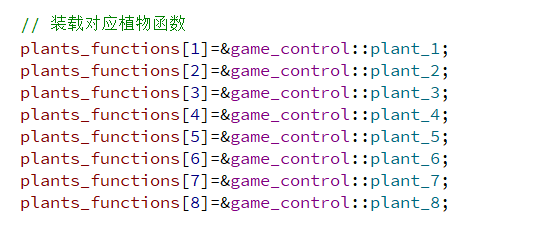 // 装载对应植物函数
plants_functions[1]=&game_control::plant_1;
plants_functions[2]=&game_control::plant_2;
plants_functions[3]=&game_control::plant_3;
plants_functions[4]=&game_control::plant_4;
plants_functions[5]=&game_control::plant_5;
plants_functions[6]=&game_control::plant_6;
plants_functions[7]=&game_control::plant_7;
plants_functions[8]=&game_control::plant_8;